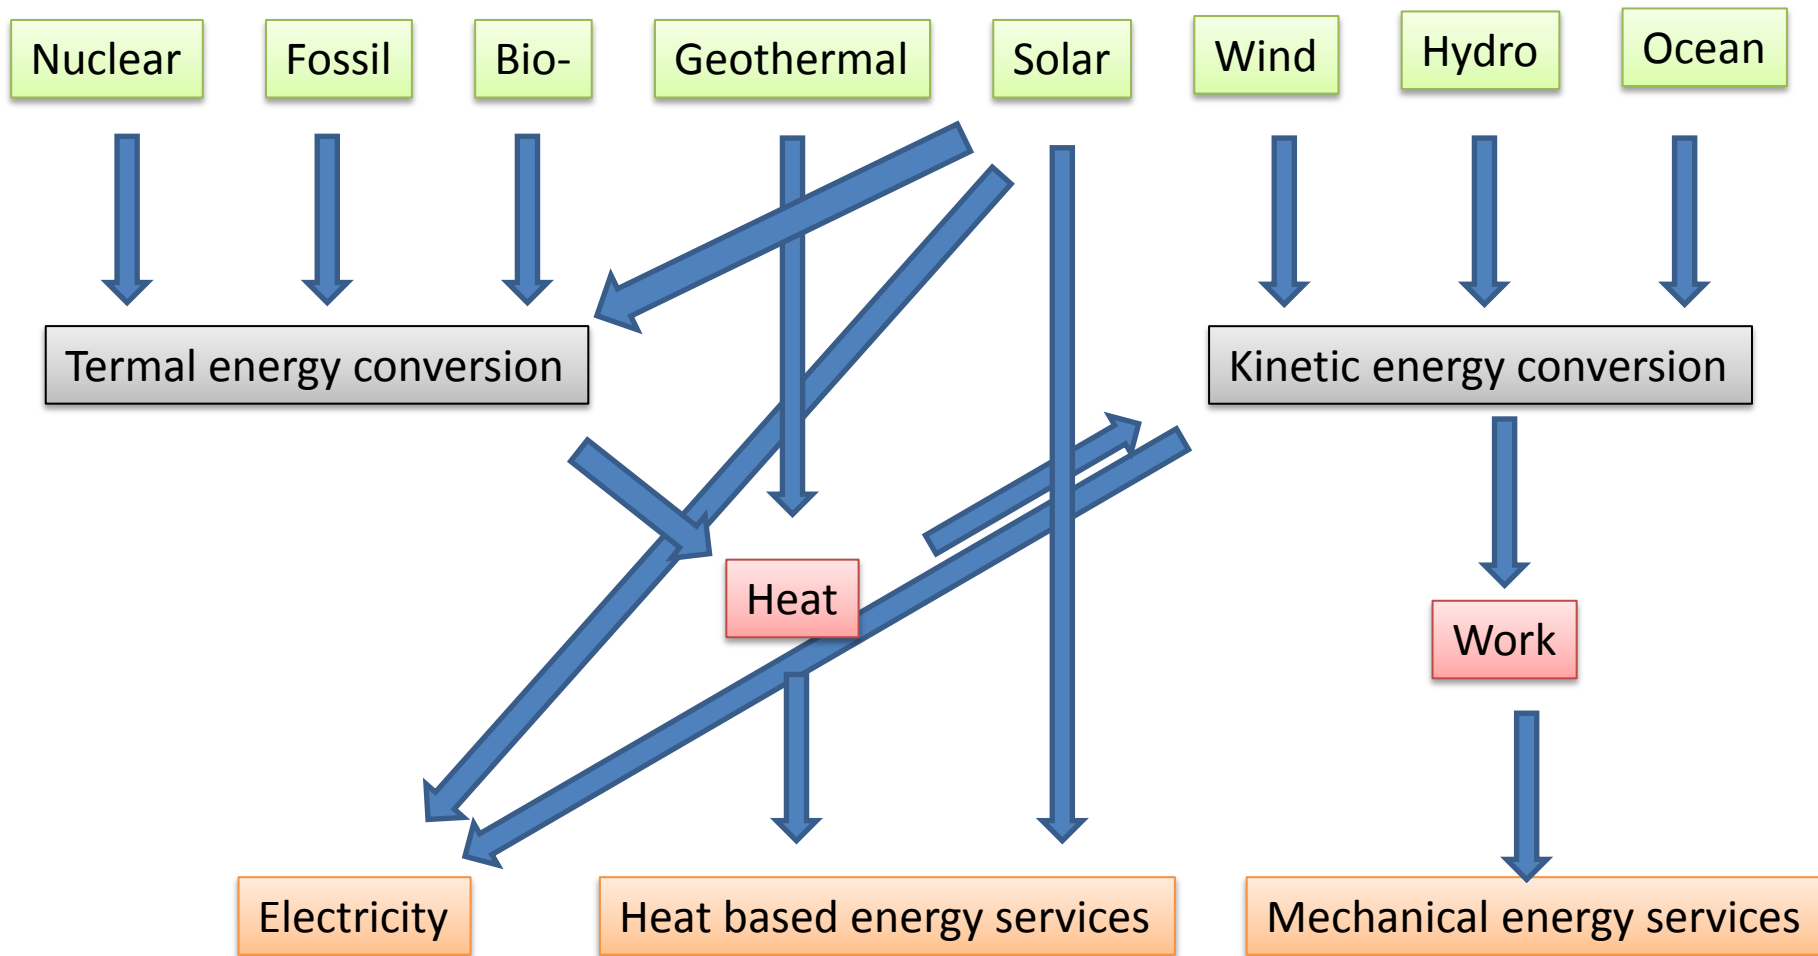 Nuclear
Fossil
Bio-
Geothermal
Solar
Wind
Hydro
Ocean
Termal energy conversion
Kinetic energy conversion
Heat
Work
Electricity
Heat based energy services
Mechanical energy services